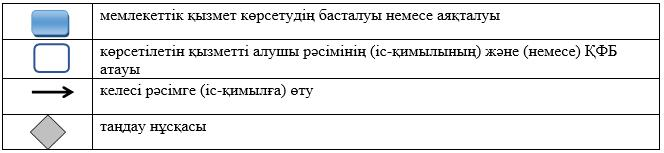 мемлекеттік қызмет көрсетудің басталуы немесе аяқталуы
көрсетілетін қызметті алушы рәсімінің (іс-қимылының) және (немесе) ҚФБ
атауы
келесі рәсімге (іс-қимылға) өту
таңдау нұсқасы